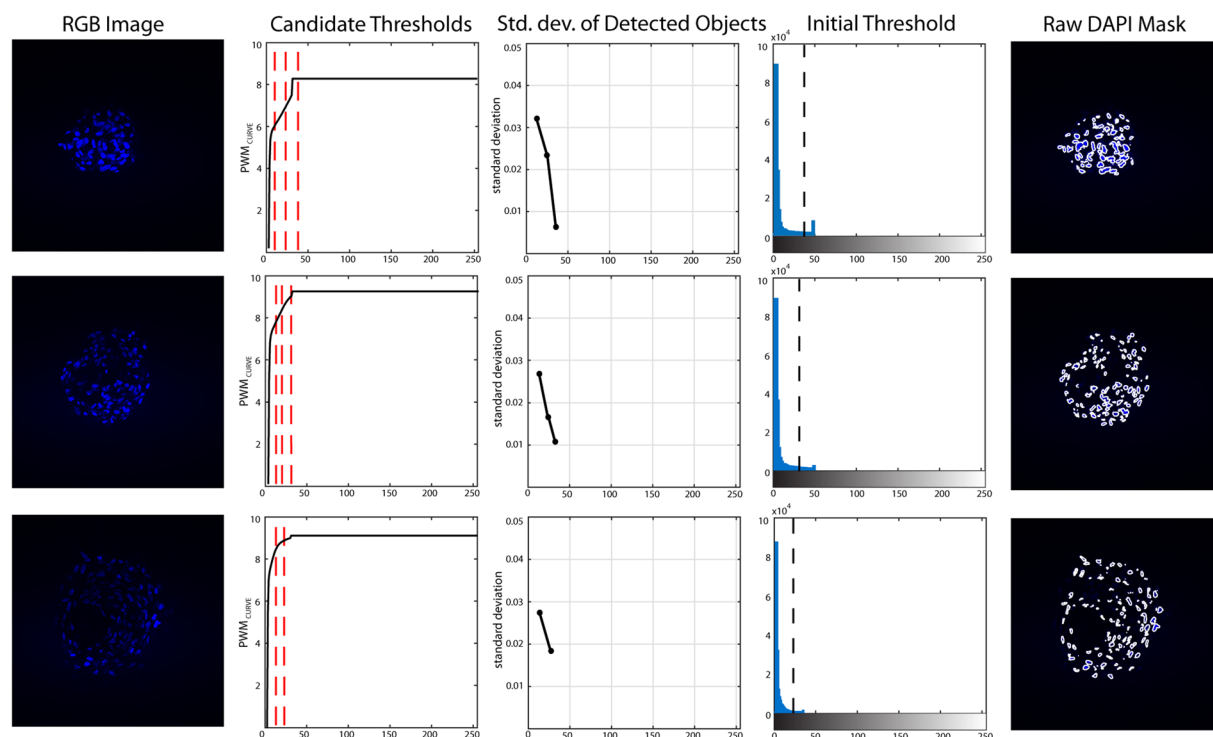 RGB Image
Candidate Thresholds
Std. dev. of Detected Objects
Initial Threshold
Raw DAPI Mask
10
8
6
4
2
PWM CURVE
0 50 100 150 200 250
0.05
0.04
0.03
0.02
0.01
standard deviation
0 50 100 150 200 250
x10^4
10
8
6
4
2
0
0 50 100 150 200 250
10
8
6
4
2
PWM CURVE
0 50 100 150 200 250
0.05
0.04
0.03
0.02
0.01
standard deviation
0 50 100 150 200 250
x10^4
10
8
6
4
2
0
0 50 100 150 200 250
10
8
6
4
2
PWM CURVE
0 50 100 150 200 250
0.05
0.04
0.03
0.02
0.01
standard deviation
0 50 100 150 200 250
x10^4
10
8
6
4
2
0
0 50 100 150 200 250